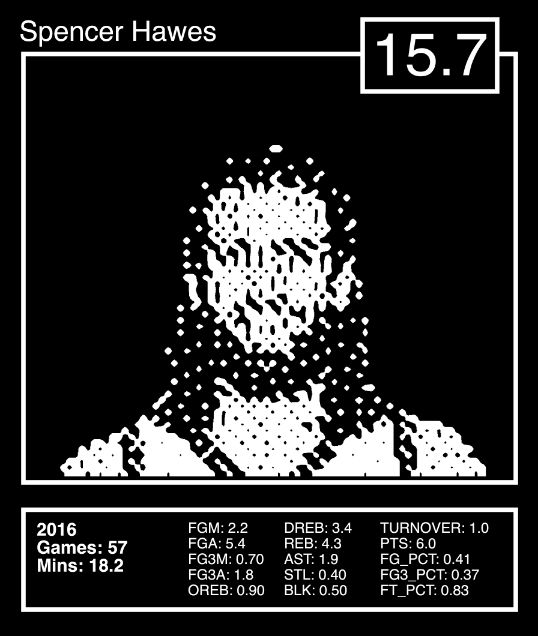 Spencer Hawes
15.7
2016
Games: 57
Mins: 18.2
FGM: 2.2
FGA: 5.4
FG3M: 0.70
FG3A: 1.8
OREB: 0.90
DREB: 3.4
REB: 4.3
AST: 1.9
STL: 0.40
BLK: 0.50
TURNOVER: 1.0
PTS: 6.0
FG_PCT: 0.41
FG3_PCT: 0.37
FT_PCT: 0.83